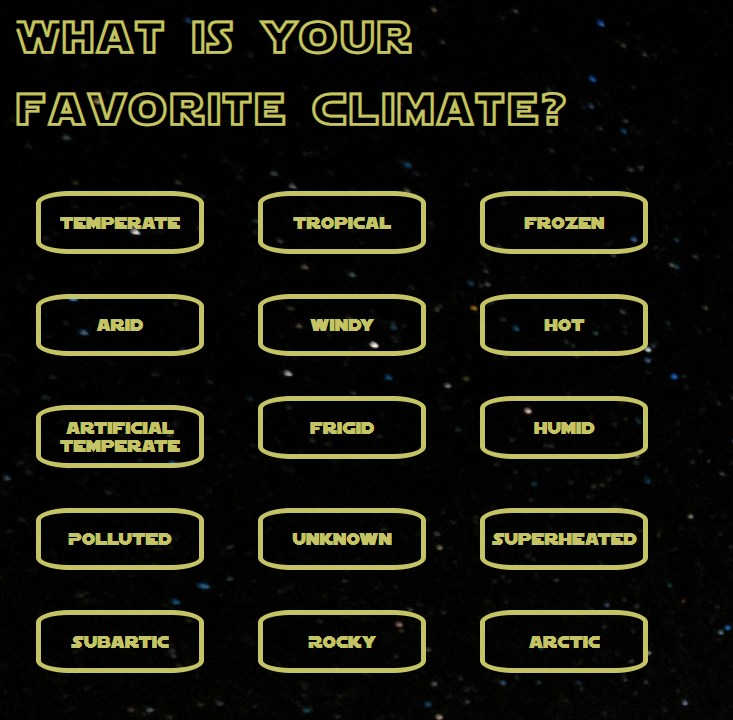 WHAT IS YOUR
FAVORITE CLIMATE?
TEMPERATE
TROPICAL
FROZEN
ARID
WINDY
HOT
ARTIFICIAL
TEMPERATE
FRIGID
HUMID
POLLUTED
UNKNOWN
SUPERHEATED
SUBARTIC
ROCKY
ARCTIC